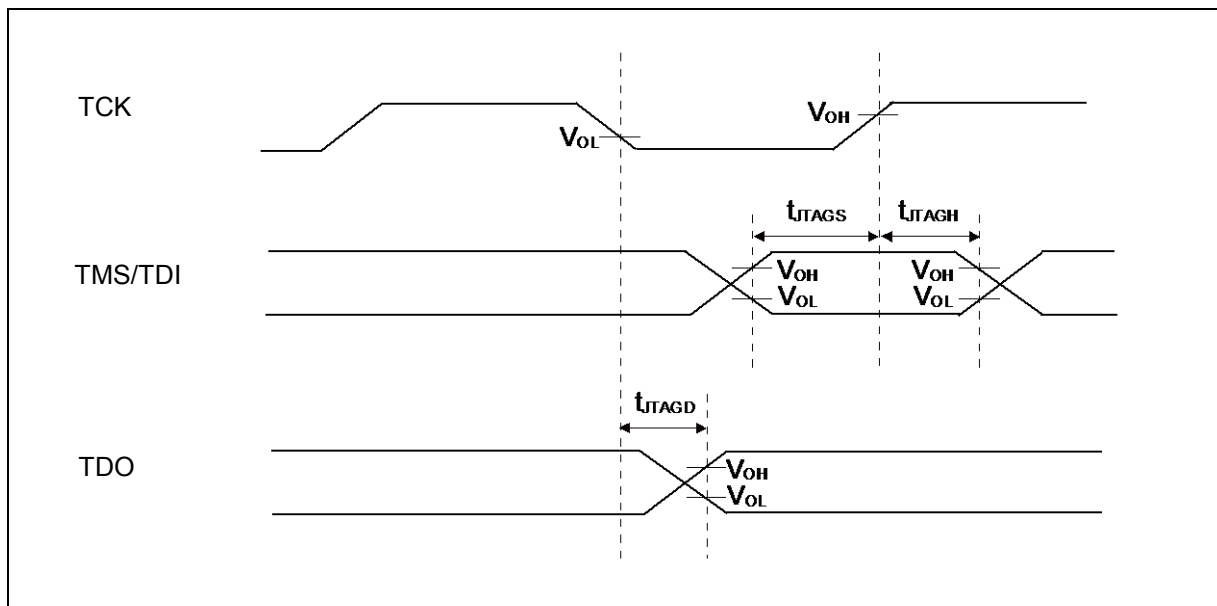 TCK
VOL
VOH
tJTAGS
tJTAGH
TMS/TDI
VOH
VOL
VOH
VOL
tJTAGD
TDO
VOH
VOL